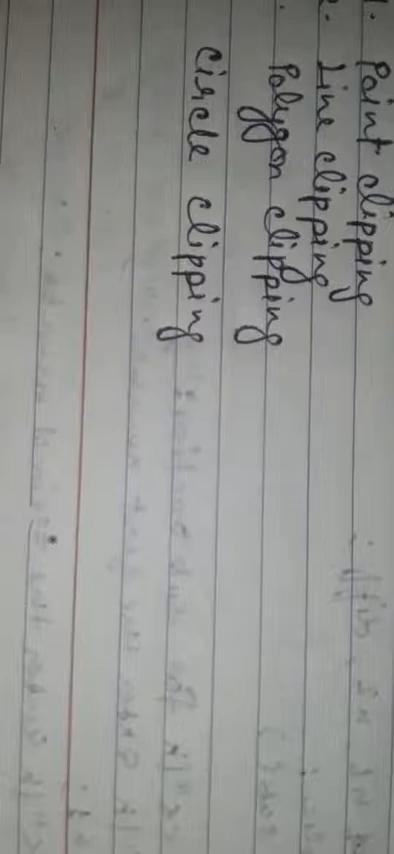 1. Point clipping
2. Line clipping
. Polygon clipping
circle clipping